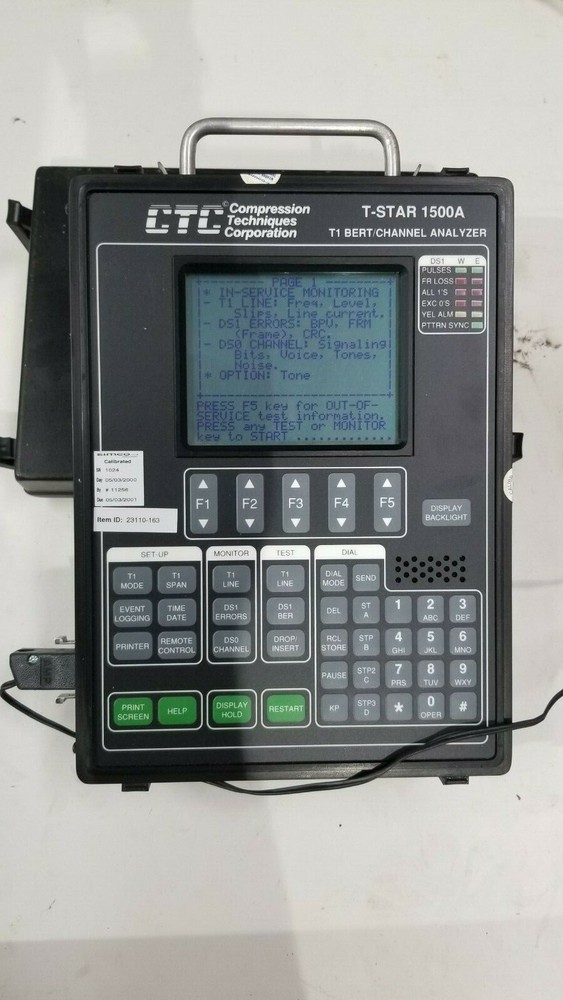 CTC © Compression
Techniques
Corporation
T-STAR 1500A
T1 BERT/CHANNEL ANALYZER
DS1 W E
PULSES
FR LOSS
ALL 1'S
EXC 0'S
YEL ALM
PTTRN SYNC
PAGE 1
* IN-SERVICE MONITORING
- T1 LINE: Freq, Level,
Slips, Line current.
- DS1 ERRORS: BPV, FRM
(Frame), CRC.
- DS0 CHANNEL: Signaling
Bits, Voice, Tones,
Noise.
* OPTION: Tone
PRESS F5 key for OUT-OF-
SERVICE test information.
PRESS any TEST or MONITOR
key to START ..............
SIMCO
Calibrated
1024
05/03/2000
# 11256
Item ID: 23110-163
F1
F2
F3
F4
F5
DISPLAY
BACKLIGHT
SET-UP
T1
MODE
T1
SPAN
EVENT
LOGGING
TIME
DATE
PRINTER
REMOTE
CONTROL
MONITOR
T1
LINE
DS1
ERRORS
DS0
CHANNEL
TEST
T1
LINE
DS1
BER
DROP/
INSERT
DIAL
DIAL
MODE
SEND
DEL
ST
A
1
2
ABC
3
DEF
RCL
STORE
STP
B
4
GHI
5
JKL
6
MNO
PAUSE
STP2
C
7
PRS
8
TUV
9
WXY
KP
STP3
D
*
0
OPER
#
PRINT
SCREEN
HELP
DISPLAY
HOLD
RESTART